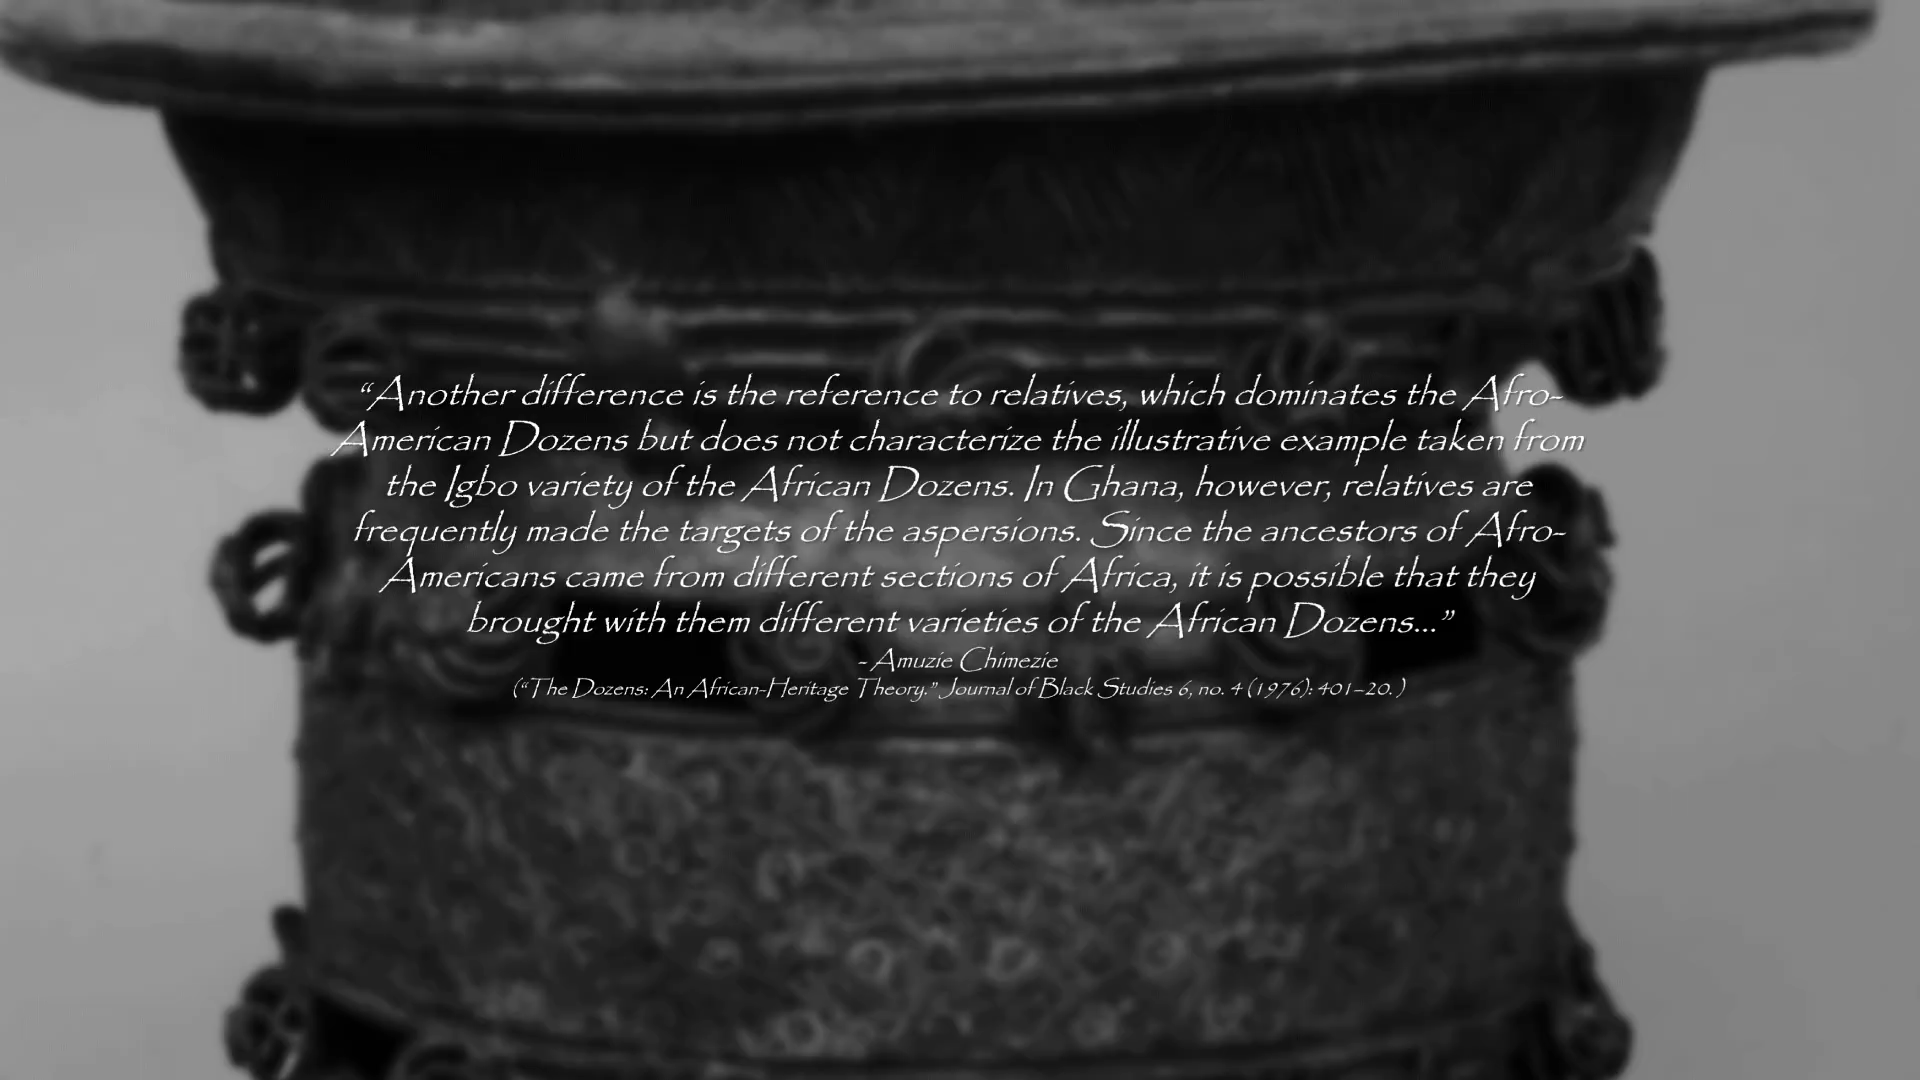 “Another difference is the reference to relatives, which dominates the Afro-
American Dozens but does not characterize the illustrative example taken from
the Igbo variety of the African Dozens. In Ghana, however, relatives are
frequently made the targets of the aspersions. Since the ancestors of Afro-
Americans came from different sections of Africa, it is possible that they
brought with them different varieties of the African Dozens...”
- Amuzie Chimezie
(“The Dozens: An African-Heritage Theory.” Journal of Black Studies 6, no. 4 (1976): 401–20. )